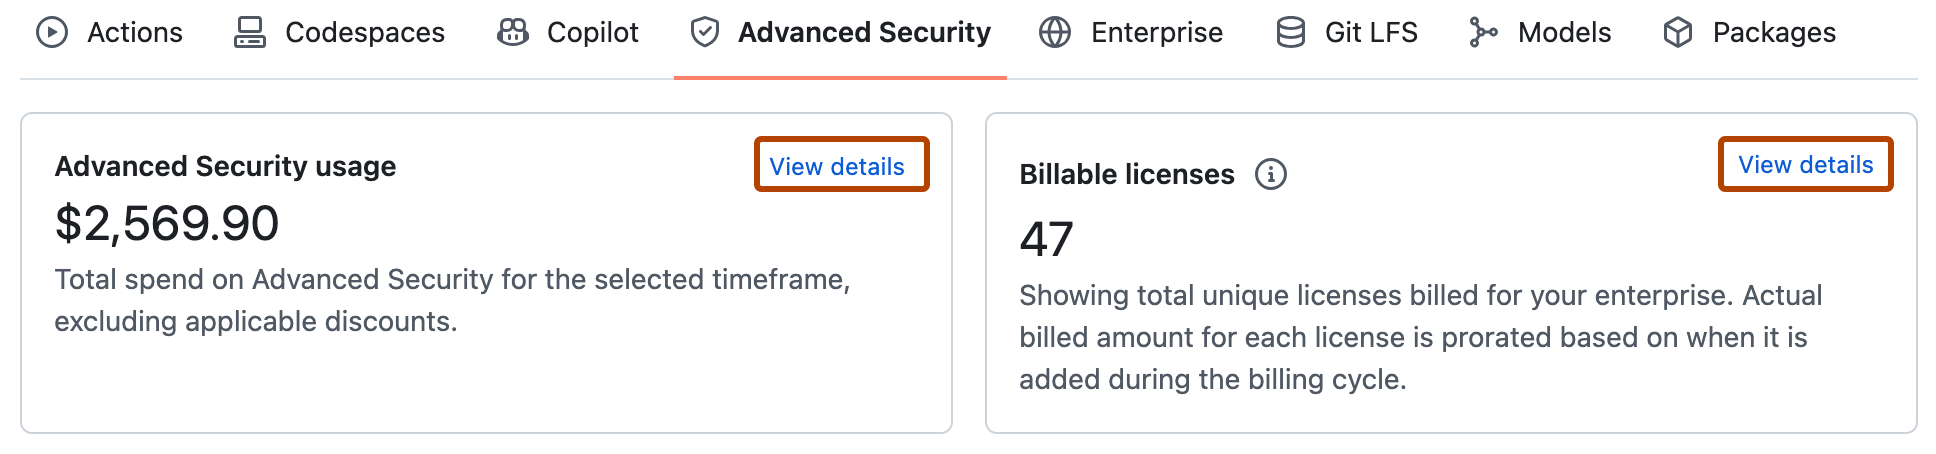 Actions Codespaces Copilot Advanced Security Enterprise Git LFS Models Packages
Advanced Security usage View details
$2,569.90
Total spend on Advanced Security for the selected timeframe,
excluding applicable discounts.
Billable licenses View details
47
Showing total unique licenses billed for your enterprise. Actual
billed amount for each license is prorated based on when it is
added during the billing cycle.